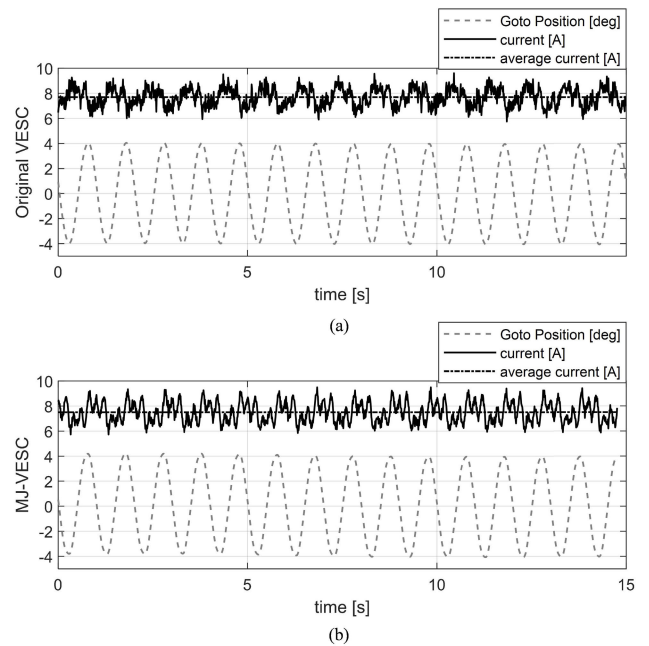 Goto Position [deg]
current [A]
average current [A]
Original VESC
10
8
6
4
2
0
-2
-4
0
5
10
time [s]
(a)
Goto Position [deg]
current [A]
average current [A]
MJ-VESC
10
8
6
4
2
0
-2
-4
0
5
10
15
time [s]
(b)